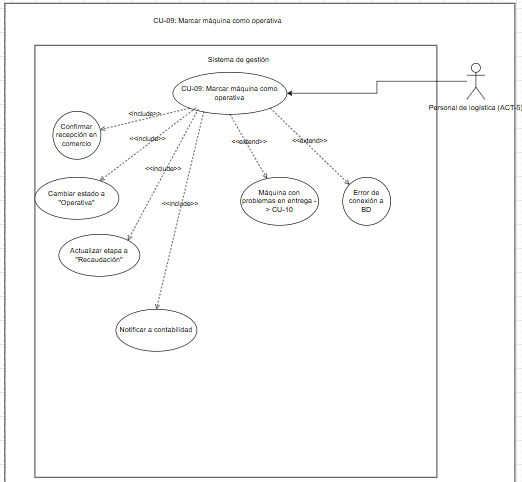 CU-09: Marcar máquina como operativa
Sistema de gestión
CU-09: Marcar máquina como
operativa
Personal de logística (ACT-5)
<include>>
<<include>>
<<include>>
<<include>>
<<extend>>
<<extend>>
Confirmar
recepción en
comercio
Cambiar estado a
"Operativa"
Máquina con
problemas en entrega -
> CU-10
Error de
conexión a
BD
Actualizar etapa a
"Recaudación"
Notificar a contabilidad